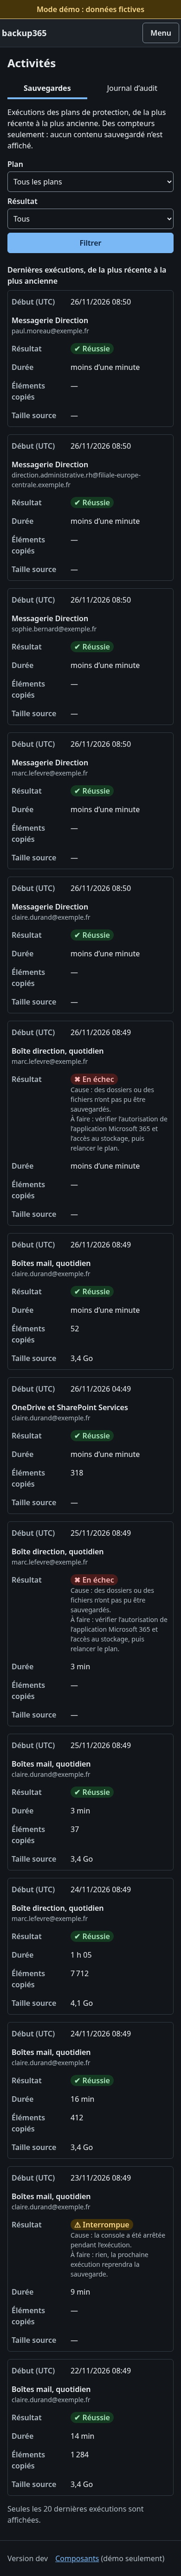 Mode démo : données fictives
backup365
Menu
Activités
Sauvegardes
Journal d’audit
Exécutions des plans de protection, de la plus récente à la plus ancienne. Des compteurs seulement : aucun contenu sauvegardé n’est affiché.
Plan
Tous les plans
Résultat
Tous
Filtrer
Dernières exécutions, de la plus récente à la plus ancienne
Début (UTC) 26/11/2026 08:50
Messagerie Direction
paul.moreau@exemple.fr
Résultat ✔ Réussie
Durée moins d’une minute
Éléments copiés —
Taille source —
Début (UTC) 26/11/2026 08:50
Messagerie Direction
direction.administrative.rh@filiale-europe-centrale.exemple.fr
Résultat ✔ Réussie
Durée moins d’une minute
Éléments copiés —
Taille source —
Début (UTC) 26/11/2026 08:50
Messagerie Direction
sophie.bernard@exemple.fr
Résultat ✔ Réussie
Durée moins d’une minute
Éléments copiés —
Taille source —
Début (UTC) 26/11/2026 08:50
Messagerie Direction
marc.lefevre@exemple.fr
Résultat ✔ Réussie
Durée moins d’une minute
Éléments copiés —
Taille source —
Début (UTC) 26/11/2026 08:50
Messagerie Direction
claire.durand@exemple.fr
Résultat ✔ Réussie
Durée moins d’une minute
Éléments copiés —
Taille source —
Début (UTC) 26/11/2026 08:49
Boîte direction, quotidien
marc.lefevre@exemple.fr
Résultat ✖ En échec
Cause : des dossiers ou des fichiers n’ont pas pu être sauvegardés.
À faire : vérifier l’autorisation de l’application Microsoft 365 et l’accès au stockage, puis relancer le plan.
Durée moins d’une minute
Éléments copiés —
Taille source —
Début (UTC) 26/11/2026 08:49
Boîtes mail, quotidien
claire.durand@exemple.fr
Résultat ✔ Réussie
Durée moins d’une minute
Éléments copiés 52
Taille source 3,4 Go
Début (UTC) 26/11/2026 04:49
OneDrive et SharePoint Services
claire.durand@exemple.fr
Résultat ✔ Réussie
Durée moins d’une minute
Éléments copiés 318
Taille source —
Début (UTC) 25/11/2026 08:49
Boîte direction, quotidien
marc.lefevre@exemple.fr
Résultat ✖ En échec
Cause : des dossiers ou des fichiers n’ont pas pu être sauvegardés.
À faire : vérifier l’autorisation de l’application Microsoft 365 et l’accès au stockage, puis relancer le plan.
Durée 3 min
Éléments copiés —
Taille source —
Début (UTC) 25/11/2026 08:49
Boîtes mail, quotidien
claire.durand@exemple.fr
Résultat ✔ Réussie
Durée 3 min
Éléments copiés 37
Taille source 3,4 Go
Début (UTC) 24/11/2026 08:49
Boîte direction, quotidien
marc.lefevre@exemple.fr
Résultat ✔ Réussie
Durée 1 h 05
Éléments copiés 7 712
Taille source 4,1 Go
Début (UTC) 24/11/2026 08:49
Boîtes mail, quotidien
claire.durand@exemple.fr
Résultat ✔ Réussie
Durée 16 min
Éléments copiés 412
Taille source 3,4 Go
Début (UTC) 23/11/2026 08:49
Boîtes mail, quotidien
claire.durand@exemple.fr
Résultat ⚠ Interrompue
Cause : la console a été arrêtée pendant l’exécution.
À faire : rien, la prochaine exécution reprendra la sauvegarde.
Durée 9 min
Éléments copiés —
Taille source —
Début (UTC) 22/11/2026 08:49
Boîtes mail, quotidien
claire.durand@exemple.fr
Résultat ✔ Réussie
Durée 14 min
Éléments copiés 1 284
Taille source 3,4 Go
Seules les 20 dernières exécutions sont affichées.
Version dev Composants (démo seulement)